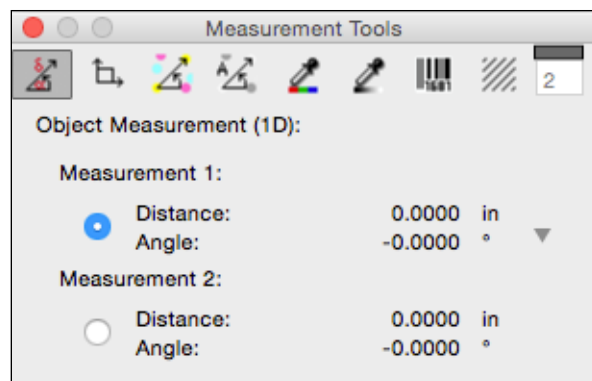 Measurement Tools
A
1681
2
Object Measurement (1D):
Measurement 1:
Distance: 0.0000 in
Angle: -0.0000 °
Measurement 2:
Distance: 0.0000 in
Angle: -0.0000 °